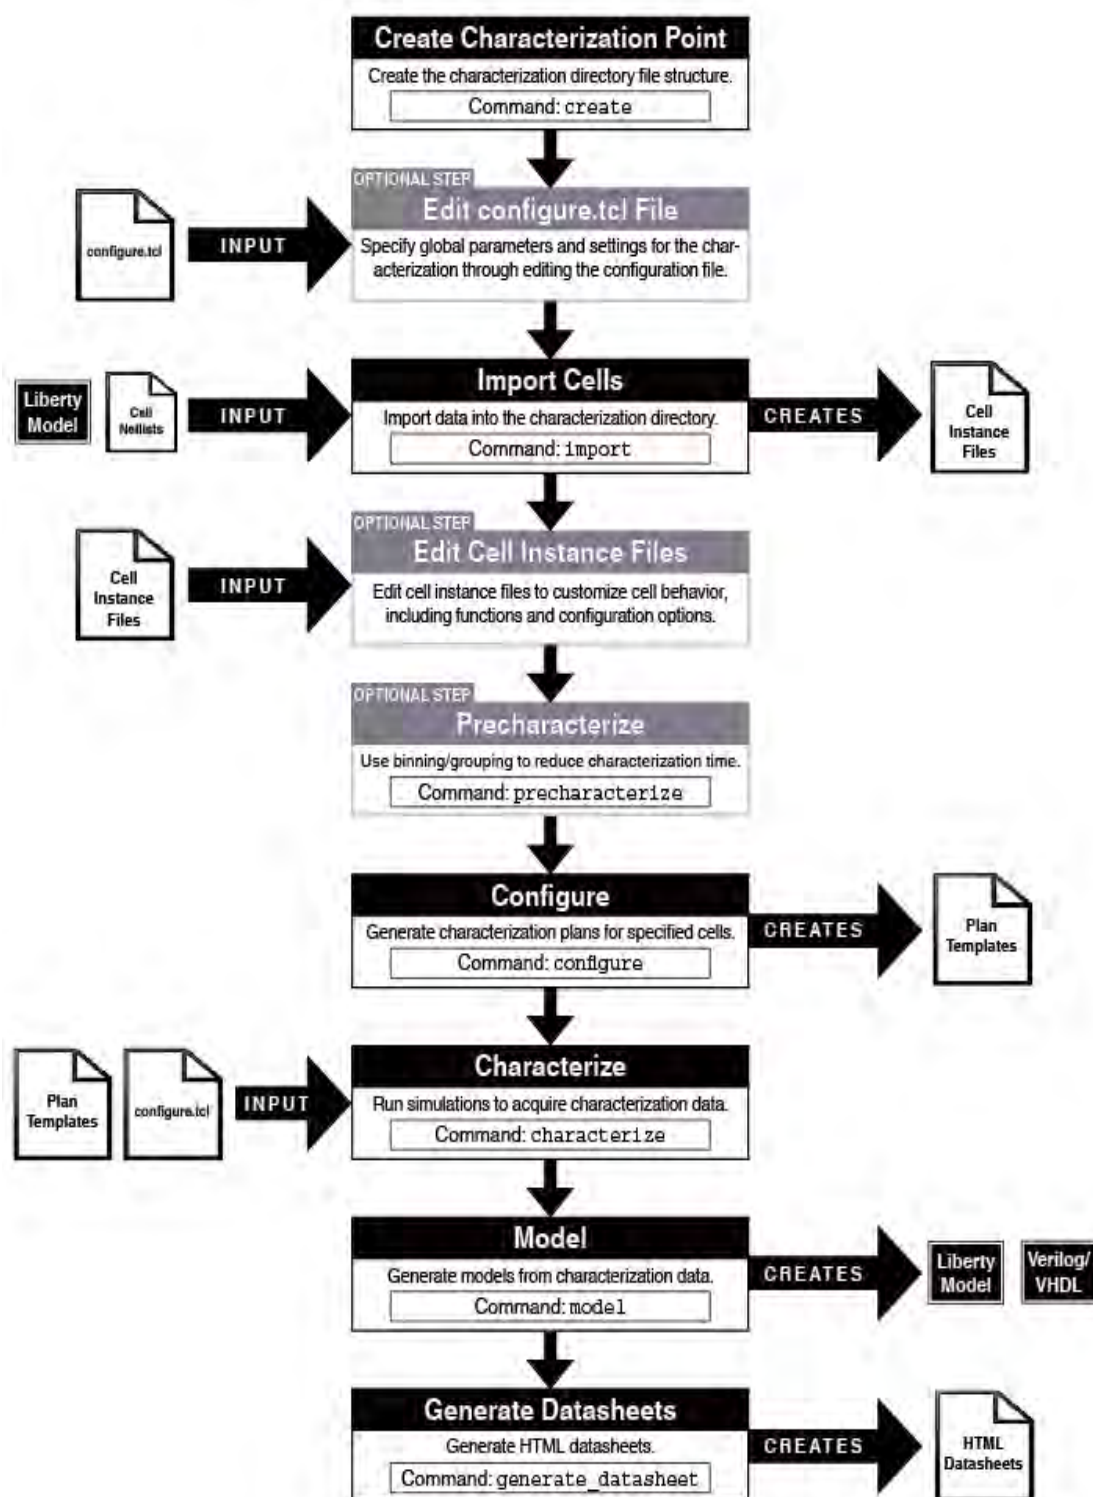 Create Characterization Point
Create the characterization directory file structure.
Command: create
OPTIONAL STEP
Edit configure.tcl File
configure.tcl
INPUT
Specify global parameters and settings for the char-
acterization through editing the configuration file.
Import Cells
Liberty
Model
Cell
Netlists
INPUT
Import data into the characterization directory.
Command: import
CREATES
Cell
Instance
Files
OPTIONAL STEP
Edit Cell Instance Files
Cell
Instance
Files
INPUT
Edit cell instance files to customize cell behavior,
including functions and configuration options.
OPTIONAL STEP
Precharacterize
Use binning/grouping to reduce characterization time.
Command: precharacterize
Configure
Generate characterization plans for specified cells.
Command: configure
CREATES
Plan
Templates
Characterize
Plan
Templates
configure.tcl
INPUT
Run simulations to acquire characterization data.
Command: characterize
Model
Generate models from characterization data.
Command: model
CREATES
Liberty
Model
Verilog/
VHDL
Generate Datasheets
Generate HTML datasheets.
Command: generate_datasheet
CREATES
HTML
Datasheets